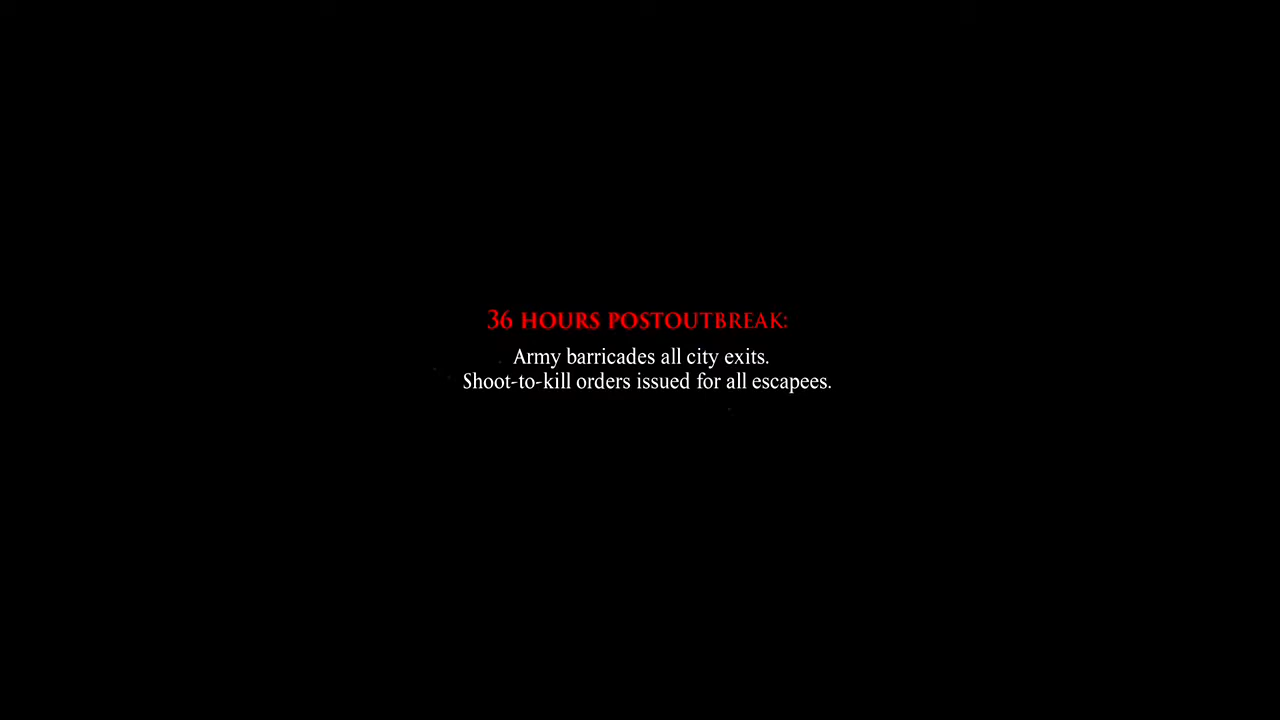 36 HOURS POSTOUTBREAK:
Army barricades all city exits.
Shoot-to-kill orders issued for all escapees.